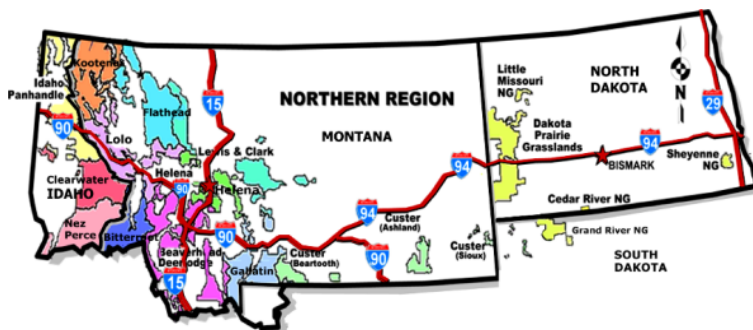 Kootenai
Idaho
Panhandle
90
Lolo
Flathead
15
NORTHERN REGION
MONTANA
Lewis & Clark
Helena
90
Helena
Clearwater
IDAHO
Nez
Perce
Bitterroot
Beaverhead
Deerlodge
15
90
Gallatin
Custer
(Beartooth)
94
Custer
(Ashland)
90
94
Custer
(Sioux)
Little
Missouri
NG
NORTH
DAKOTA
N
29
Dakota
Prairie
Grasslands
94
BISMARK
Sheyenne
NG
Cedar River NG
Grand River NG
SOUTH
DAKOTA